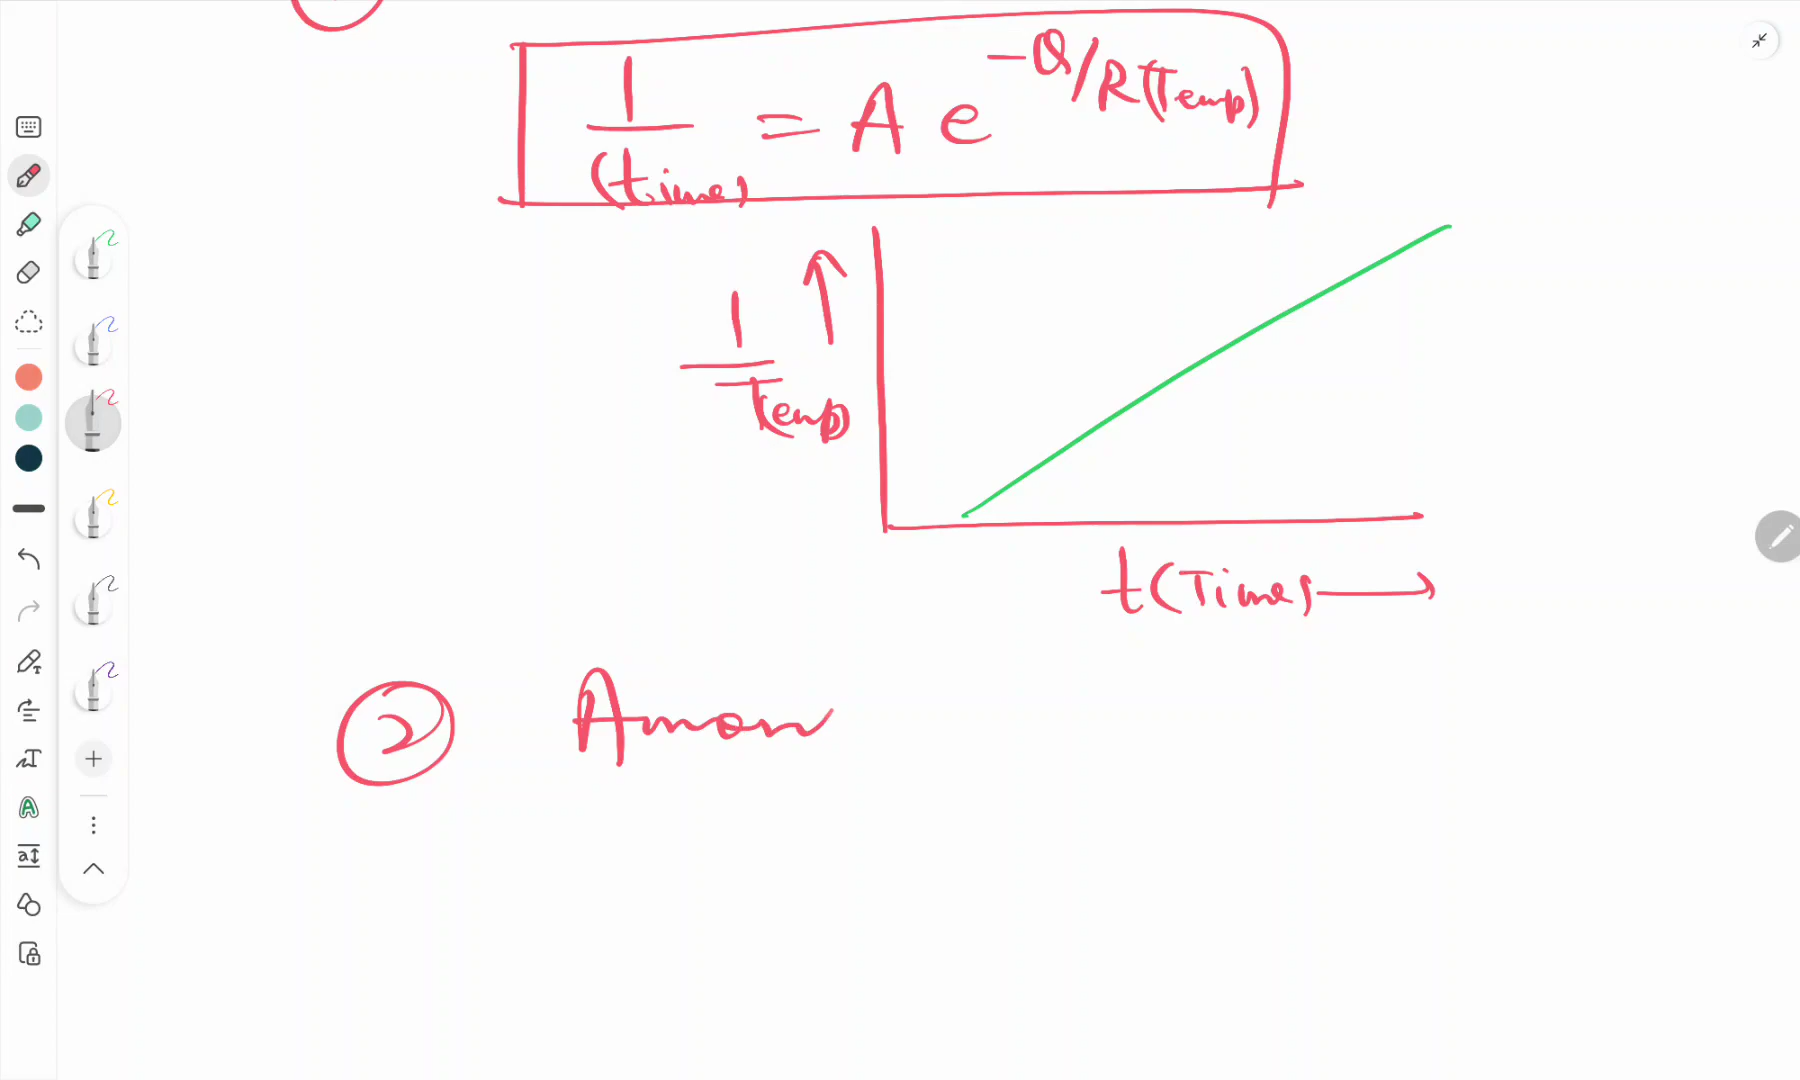 1/(time) = A e^-Q/R(Temp)
1/Temp ↑
t(Time) →
② Amon